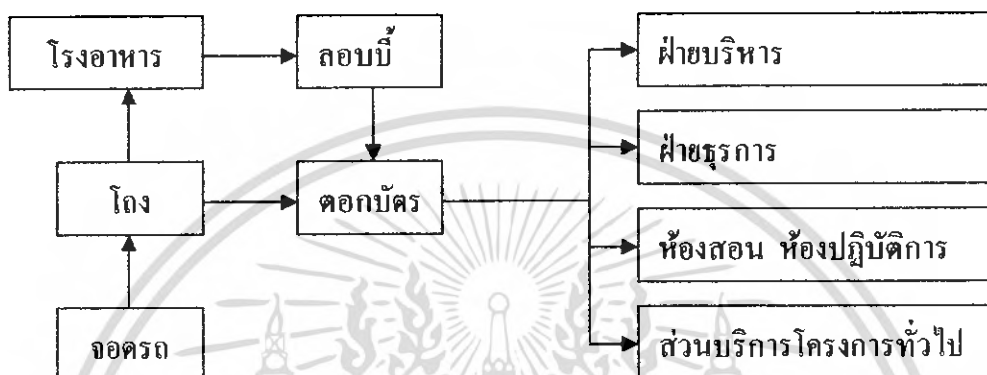 โรงอาหาร
ลอบบี้
ฝ่ายบริหาร
ฝ่ายธุรการ
โถง
ตอกบัตร
ห้องสอน ห้องปฏิบัติการ
จอดรถ
ส่วนบริการโครงการทั่วไป